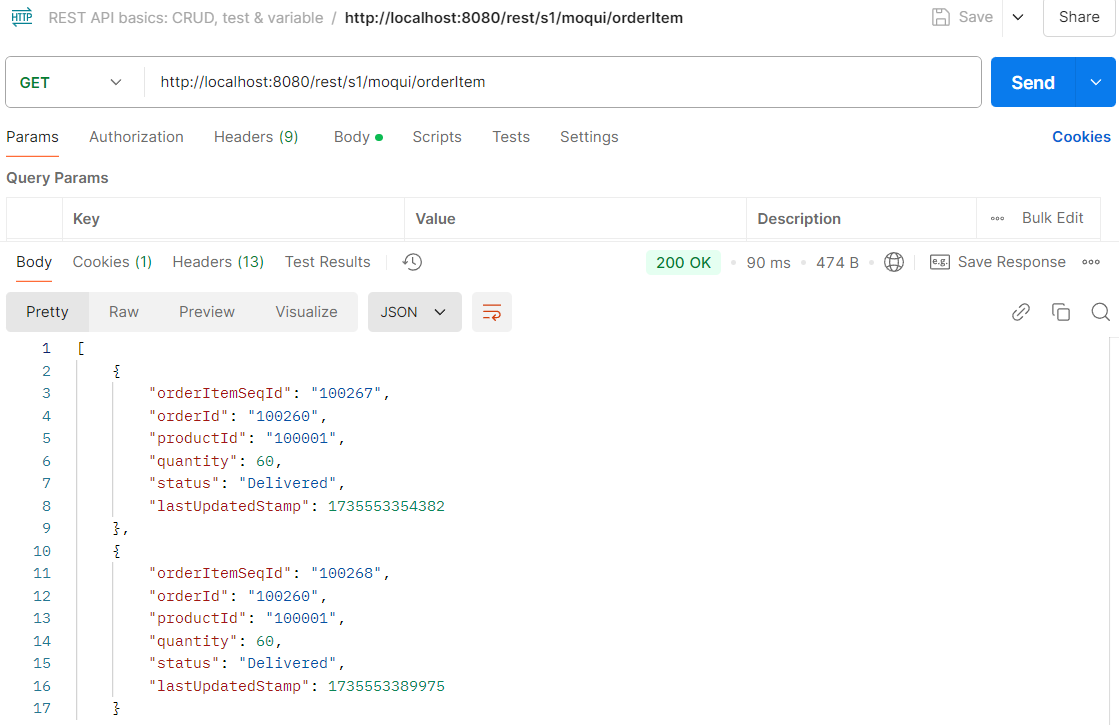 HTTP REST API basics: CRUD, test & variable / http://localhost:8080/rest/s1/moqui/orderItem Save Share
GET http://localhost:8080/rest/s1/moqui/orderItem Send
Params Authorization Headers (9) Body Scripts Tests Settings Cookies
Query Params
Key Value Description Bulk Edit
Body Cookies (1) Headers (13) Test Results 200 OK 90 ms 474 B e.g. Save Response
Pretty Raw Preview Visualize JSON
1 [
2 {
3 "orderItemSeqId": "100267",
4 "orderId": "100260",
5 "productId": "100001",
6 "quantity": 60,
7 "status": "Delivered",
8 "lastUpdatedStamp": 1735553354382
9 },
10 {
11 "orderItemSeqId": "100268",
12 "orderId": "100260",
13 "productId": "100001",
14 "quantity": 60,
15 "status": "Delivered",
16 "lastUpdatedStamp": 1735553389975
17 }